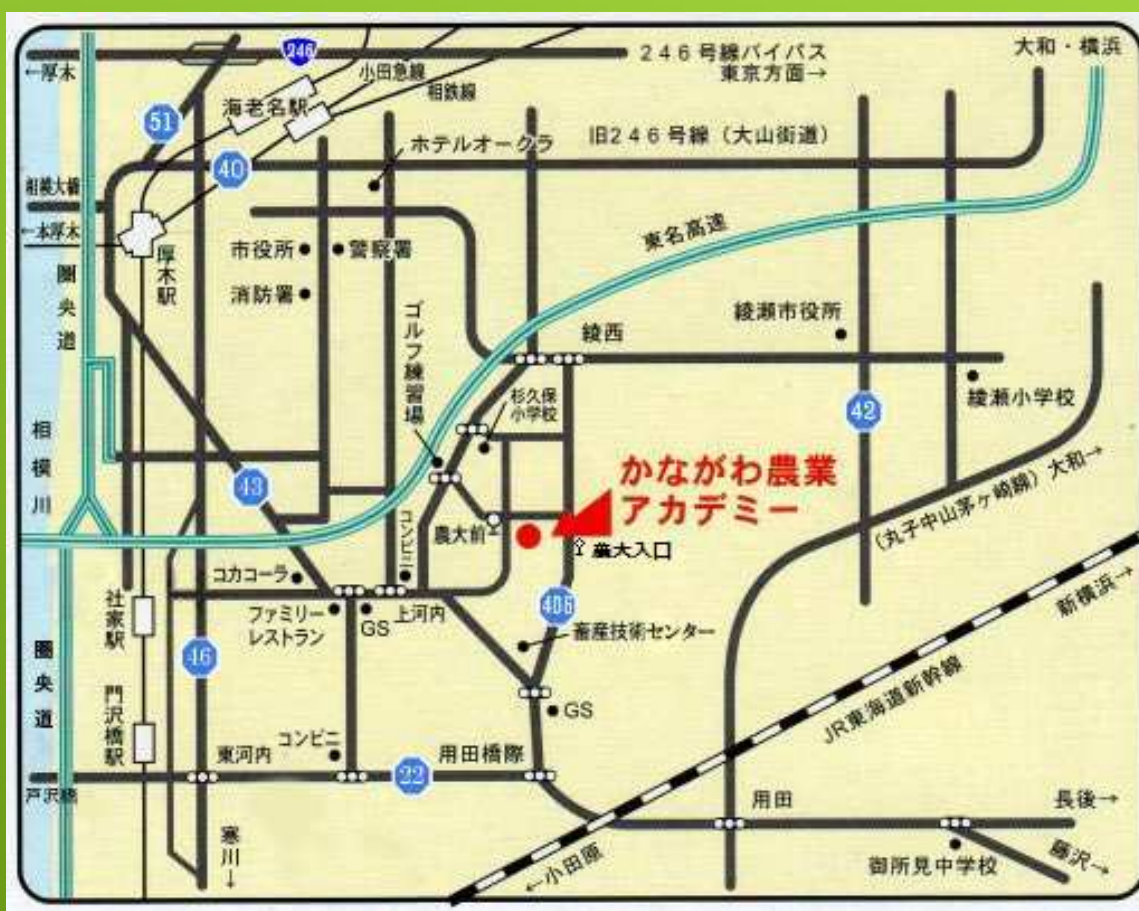 246
246号線バイパス
東京方面→
大和・横浜
←厚木
小田急線
相鉄線
海老名駅
51
ホテルオークラ
旧246号線(大山街道)
40
相模大橋
←本厚木
厚木駅
市役所
警察署
東名高速
圏央道
消防署
ゴルフ練習場
綾西
綾瀬市役所
杉久保
小学校
綾瀬小学校
42
相模川
43
かながわ農業
アカデミー
(丸子中山茅ヶ崎線)大和→
農大前
農大入口
コンビニ
コカコーラ
社家駅
ファミリー
レストラン
GS
上河内
406
畜産技術センター
新横浜→
圏央道
46
門沢橋駅
GS
JR東海道新幹線
東河内
コンビニ
用田橋際
22
戸沢橋
用田
長後→
寒川→
←小田原
御所見中学校
藤沢→